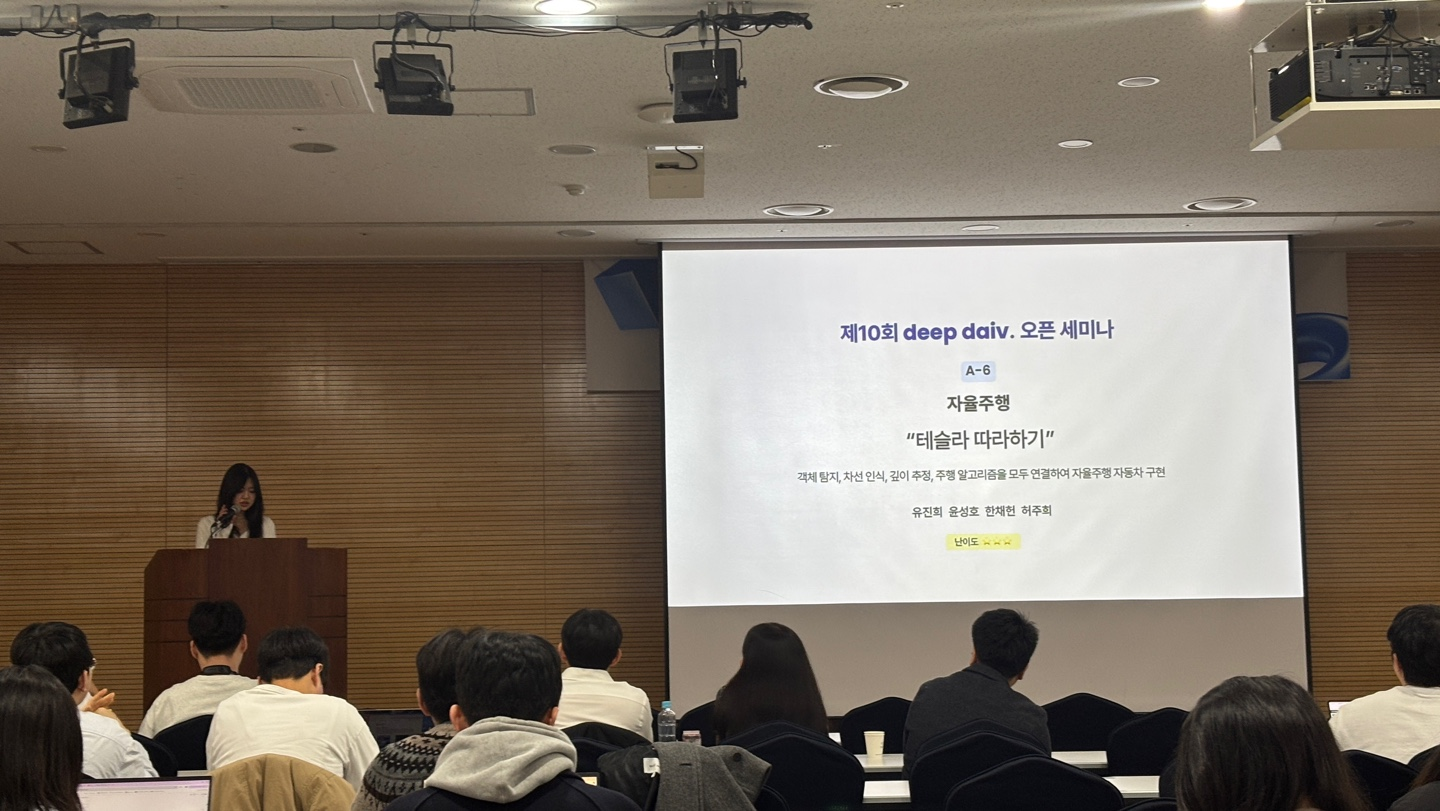 제10회 deep daiv. 오픈 세미나
A-6
자율주행
“테슬라 따라하기”
객체 탐지, 차선 인식, 깊이 추정, 주행 알고리즘을 모두 연결하여 자율주행 자동차 구현
유진희 윤성호 한채헌 허주희
난이도 ☆☆☆